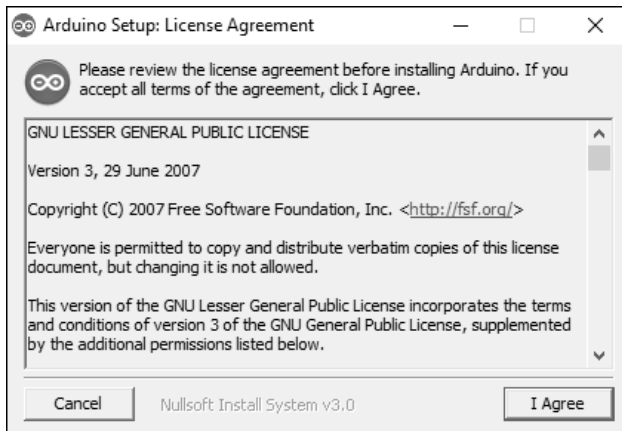 Arduino Setup: License Agreement
Please review the license agreement before installing Arduino. If you
accept all terms of the agreement, click I Agree.
GNU LESSER GENERAL PUBLIC LICENSE
Version 3, 29 June 2007
Copyright (C) 2007 Free Software Foundation, Inc. <http://fsf.org/>
Everyone is permitted to copy and distribute verbatim copies of this license
document, but changing it is not allowed.
This version of the GNU Lesser General Public License incorporates the terms
and conditions of version 3 of the GNU General Public License, supplemented
by the additional permissions listed below.
Cancel
Nullsoft Install System v3.0
I Agree